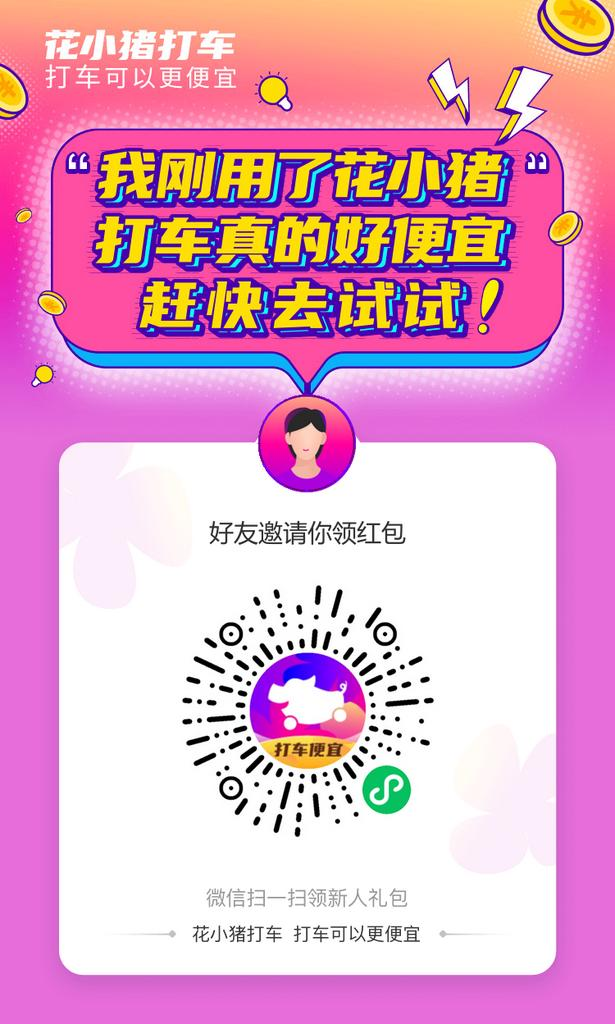 花小猪打车
打车可以更便宜
“我刚用了花小猪”
打车真的好便宜
赶快去试试！
好友邀请你领红包
打车便宜
微信扫一扫领新人礼包
花小猪打车 打车可以更便宜